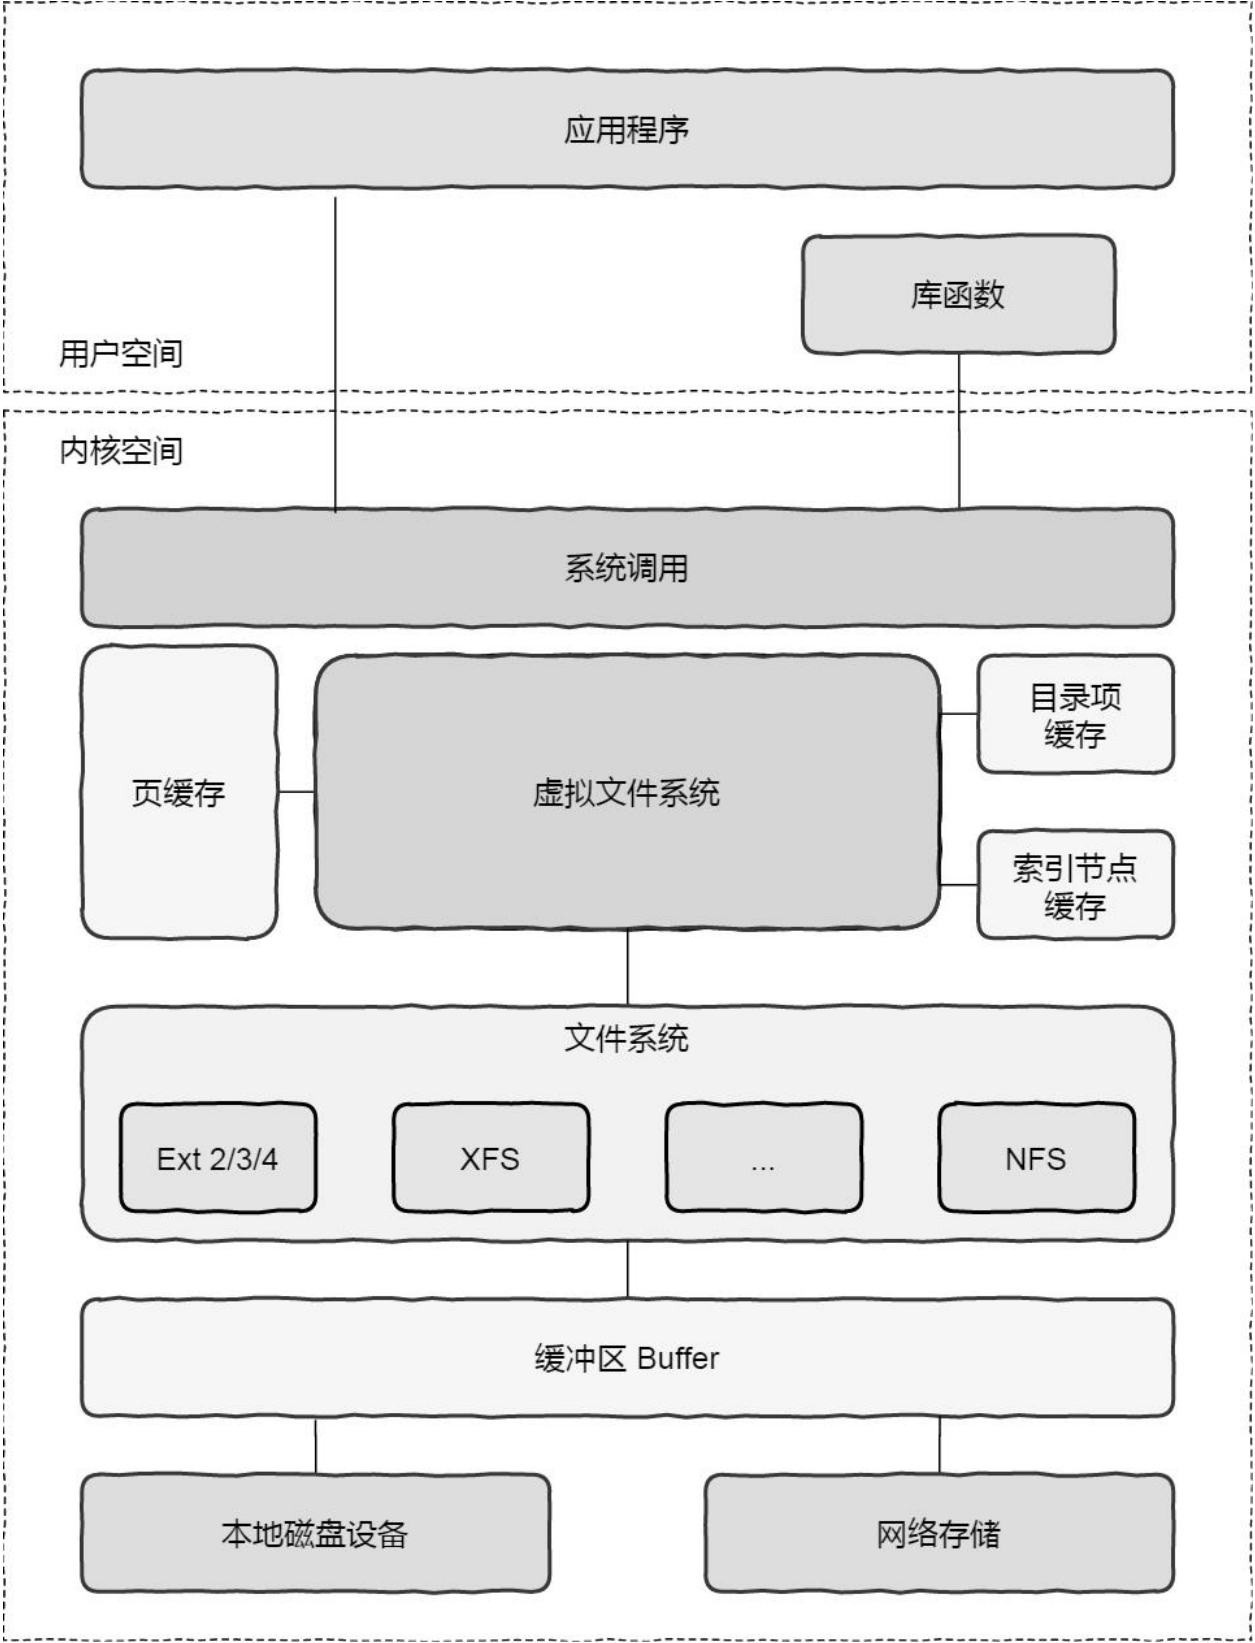 应用程序
库函数
用户空间
内核空间
系统调用
页缓存
虚拟文件系统
目录项
缓存
索引节点
缓存
文件系统
Ext 2/3/4
XFS
...
NFS
缓冲区 Buffer
本地磁盘设备
网络存储